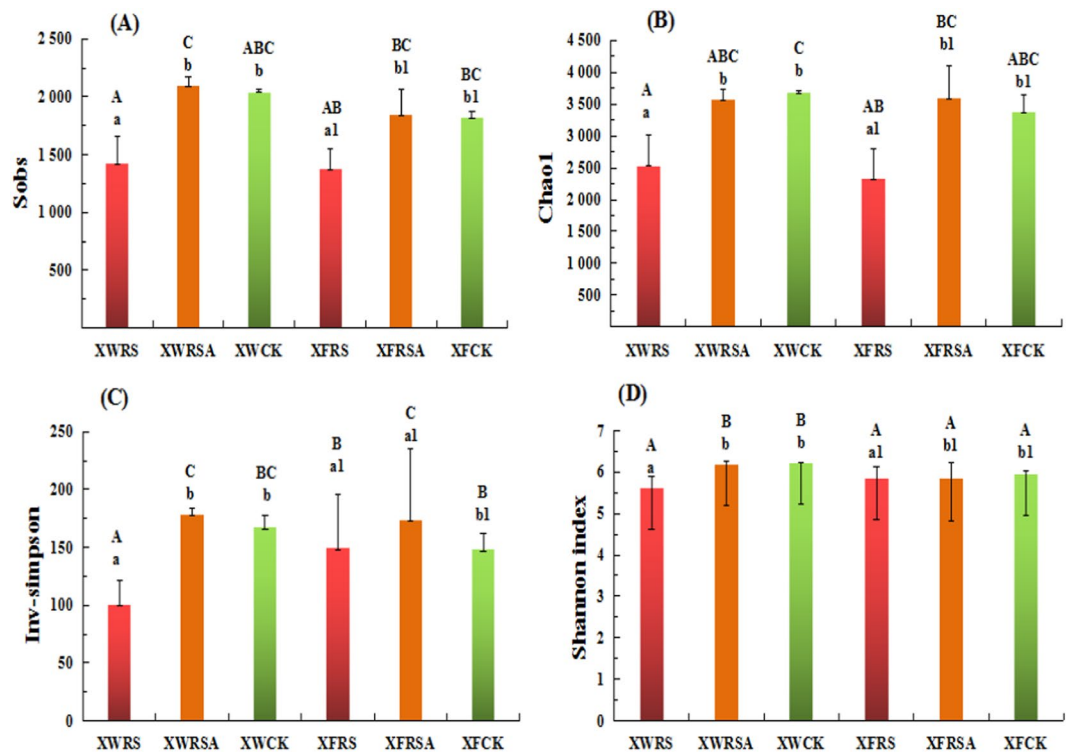 (A)
C
ABC
BC
BC
2 500
b
b
b1
b1
A
AB
2 000
a
a1
1 500
Sobs
1 000
500
XWRS XWRSA XWCK XFRS XFRSA XFCK
(B)
BC
4 500
ABC
C
b1
ABC
4 000
b
b
b1
3 500
A
AB
3 000
a
a1
2 500
Chao1
2 000
1 500
1 000
500
XWRS XWRSA XWCK XFRS XFRSA XFCK
(C)
C
250
B
a1
C
BC
a1
B
200
b
b
b1
A
150
a
Inv-simpson
100
50
0
XWRS XWRSA XWCK XFRS XFRSA XFCK
(D)
B
B
A
A
A
7
A
b
b
a1
b1
b1
6
a
5
Shannon index
4
3
2
1
0
XWRS XWRSA XWCK XFRS XFRSA XFCK